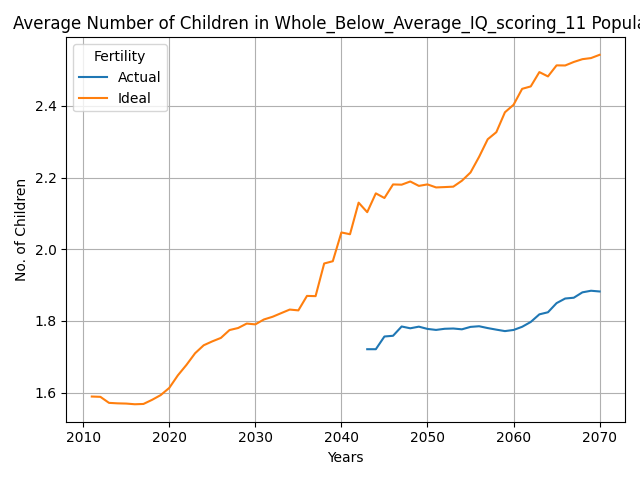 Average Number of Children in Whole_Below_Average_IQ_scoring_11 Popula
Fertility
Actual
Ideal
No. of Children
2.4
2.2
2.0
1.8
1.6
2010 2020 2030 2040 2050 2060 2070
Years